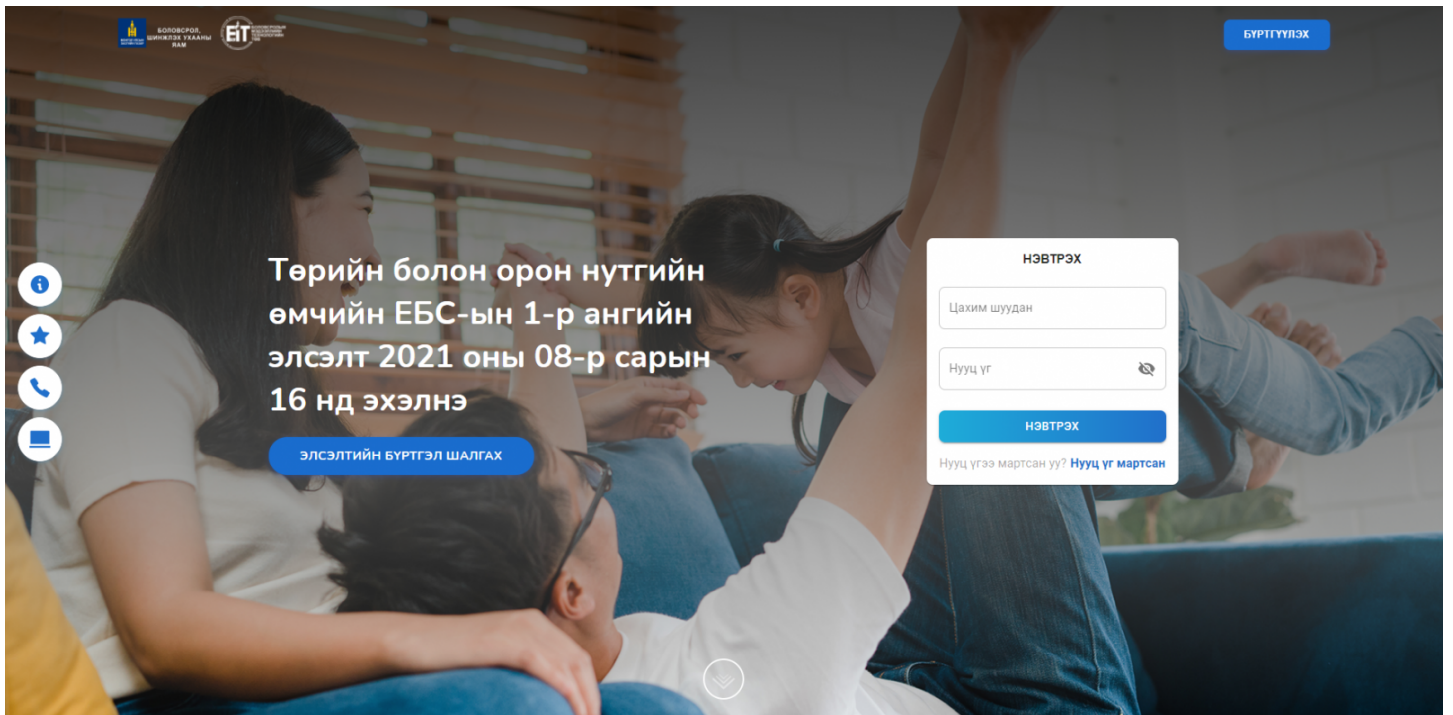 БОЛОВСРОЛ,
ШИНЖЛЭХ УХААНЫ
ЯАМ
EIT
БҮРТГҮҮЛЭХ
Төрийн болон орон нутгийн
өмчийн ЕБС-ын 1-р ангийн
элсэлт 2021 оны 08-р сарын
16 нд эхэлнэ
ЭЛСЭЛТИЙН БҮРТГЭЛ ШАЛГАХ
НЭВТРЭХ
Цахим шуудан
Нууц үг
НЭВТРЭХ
Нууц үгээ мартсан уу? Нууц үг мартсан